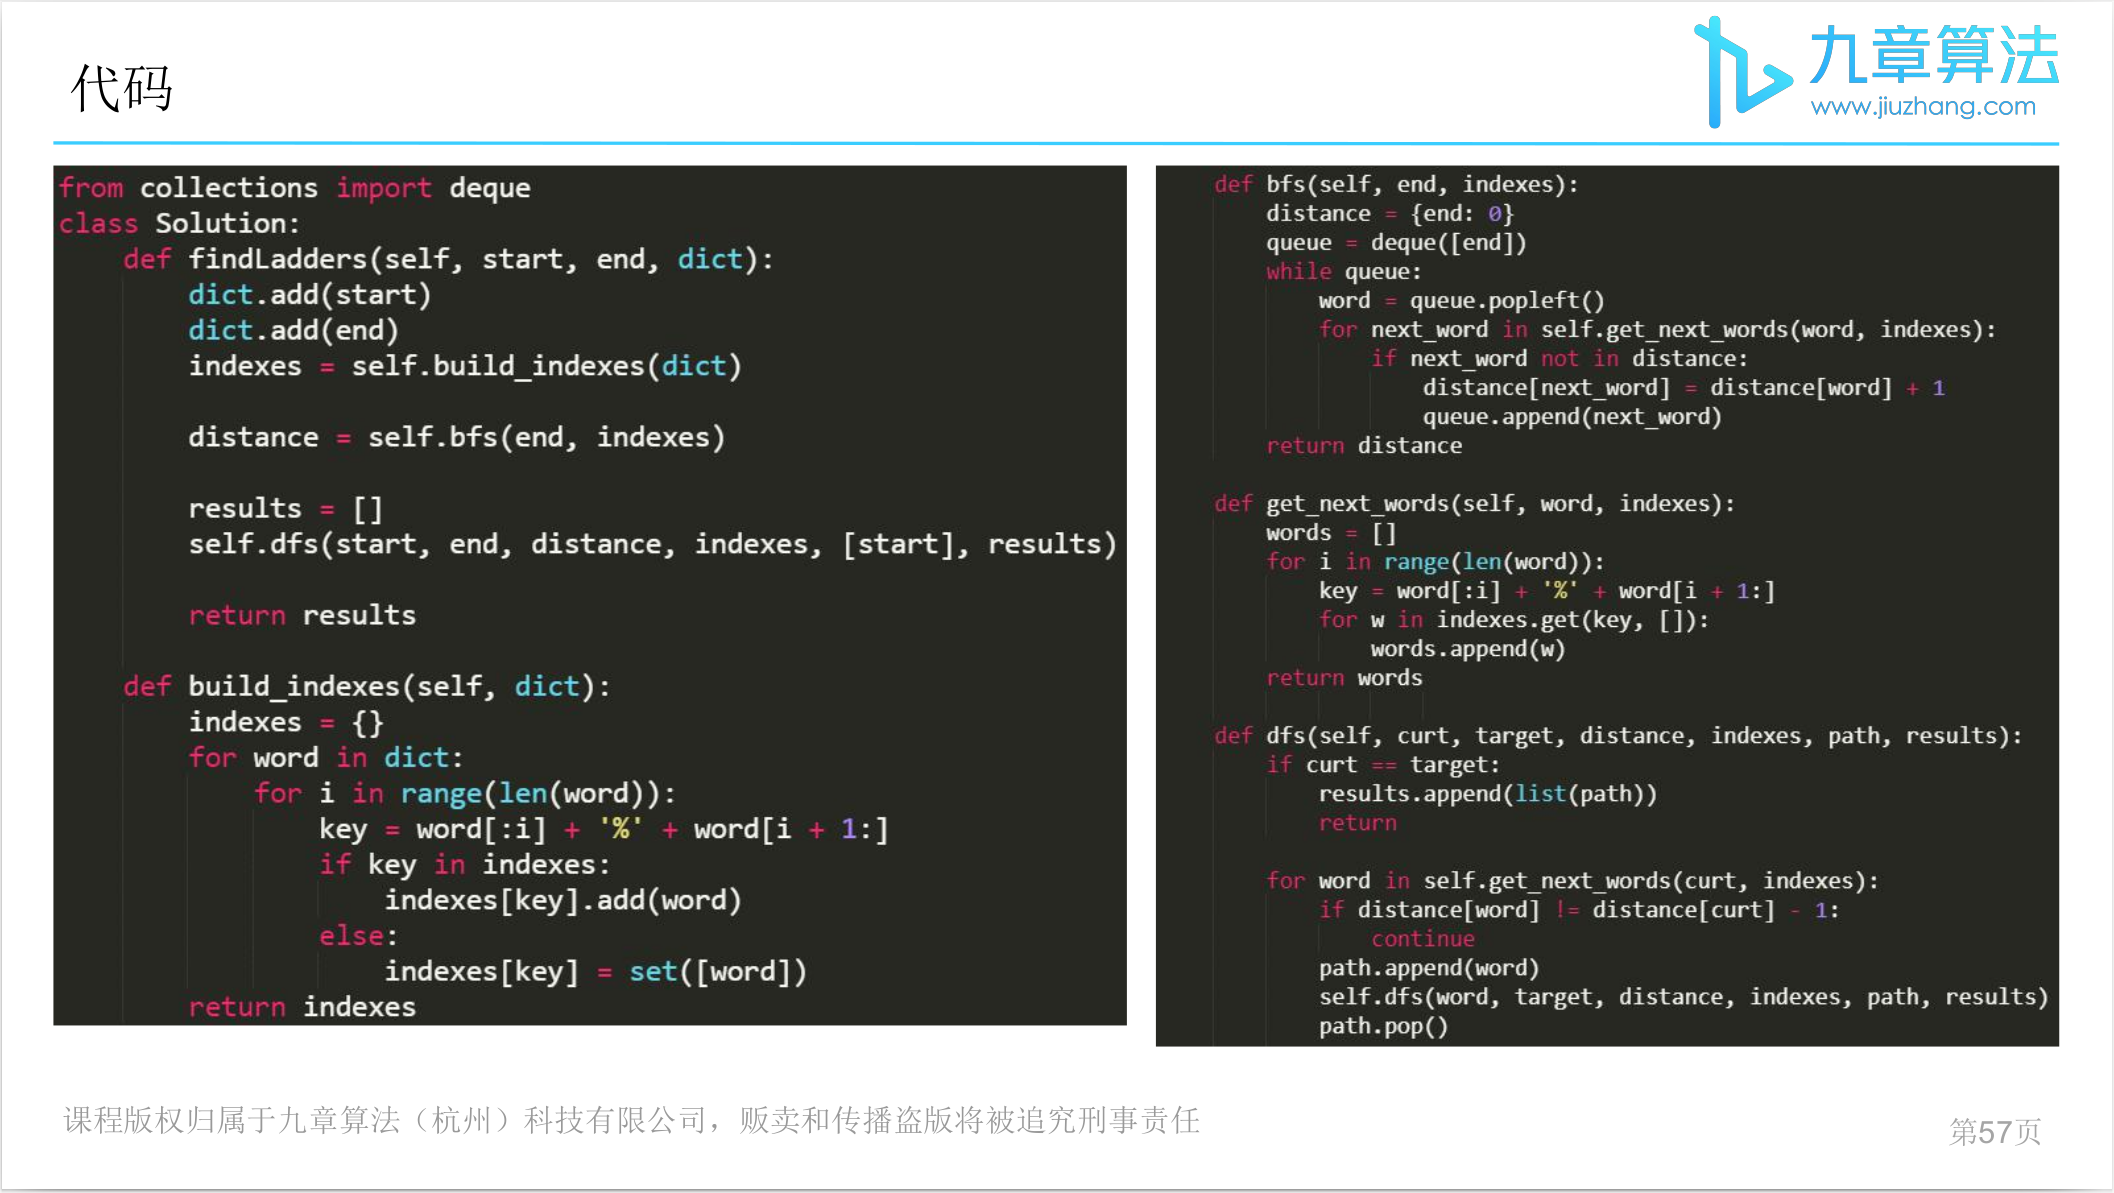 代码
九章算法
www.jiuzhang.com
from collections import deque
class Solution:
    def findLadders(self, start, end, dict):
        dict.add(start)
        dict.add(end)
        indexes = self.build_indexes(dict)

        distance = self.bfs(end, indexes)

        results = []
        self.dfs(start, end, distance, indexes, [start], results)

        return results

    def build_indexes(self, dict):
        indexes = {}
        for word in dict:
            for i in range(len(word)):
                key = word[:i] + '%' + word[i + 1:]
                if key in indexes:
                    indexes[key].add(word)
                else:
                    indexes[key] = set([word])
        return indexes
    def bfs(self, end, indexes):
        distance = {end: 0}
        queue = deque([end])
        while queue:
            word = queue.popleft()
            for next_word in self.get_next_words(word, indexes):
                if next_word not in distance:
                    distance[next_word] = distance[word] + 1
                    queue.append(next_word)
        return distance

    def get_next_words(self, word, indexes):
        words = []
        for i in range(len(word)):
            key = word[:i] + '%' + word[i + 1:]
            for w in indexes.get(key, []):
                words.append(w)
        return words

    def dfs(self, curt, target, distance, indexes, path, results):
        if curt == target:
            results.append(list(path))
            return

        for word in self.get_next_words(curt, indexes):
            if distance[word] != distance[curt] - 1:
                continue
            path.append(word)
            self.dfs(word, target, distance, indexes, path, results)
            path.pop()
课程版权归属于九章算法（杭州）科技有限公司，贩卖和传播盗版将被追究刑事责任
第57页